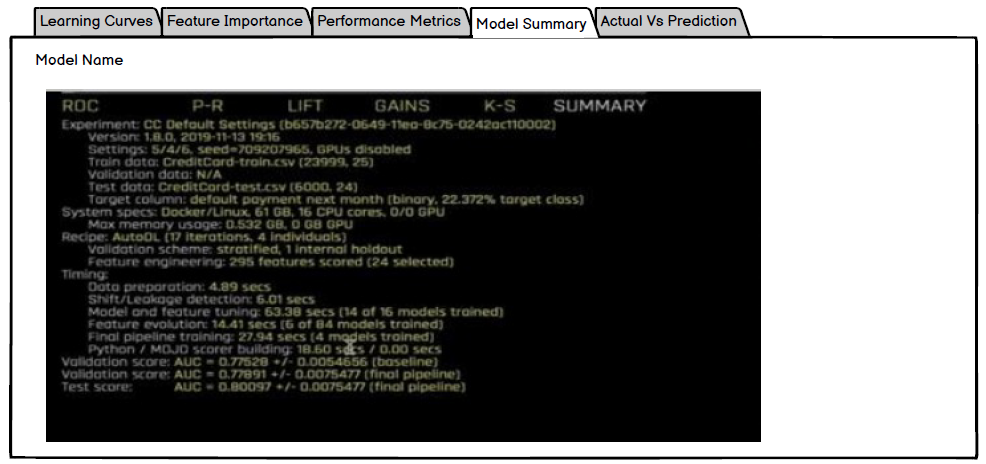 Learning Curves Feature Importance Performance Metrics Model Summary Actual Vs Prediction
Model Name
ROC P-R LIFT GAINS K-S SUMMARY
Experiment: CC Default Settings (b657b272-0649-11ea-8c75-0242ac110002)
Version: 1.8.0, 2019-11-13 19:16
Settings: 5/4/6, seed=709207965, GPUs disabled
Train data: CreditCard-train.csv (23999, 25)
Validation data: N/A
Test data: CreditCard-test.csv (6000, 24)
Target column: default payment next month (binary, 22.372% target class)
System specs: Docker/Linux, 61 GB, 16 CPU cores, 0/0 GPU
Max memory usage: 0.532 GB, 0 GB GPU
Recipe: AutoDL (17 iterations, 4 individuals)
Validation scheme: stratified, 1 internal holdout
Feature engineering: 295 features scored (24 selected)
Timing:
Data preparation: 4.89 secs
Shift/Leakage detection: 6.01 secs
Model and feature tuning: 63.38 secs (14 of 16 models trained)
Feature evolution: 14.41 secs (6 of 84 models trained)
Final pipeline training: 27.94 secs (4 models trained)
Python / MOJO scorer building: 18.60 secs / 0.00 secs
Validation score: AUC = 0.77528 +/- 0.0054656 (baseline)
Validation score: AUC = 0.77891 +/- 0.0075477 (final pipeline)
Test score: AUC = 0.80097 +/- 0.0075477 (final pipeline)